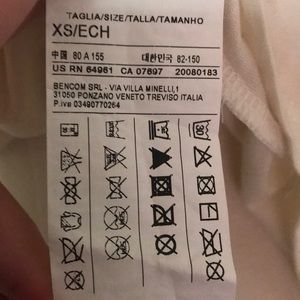 TAGLIA/SIZE/TALLA/TAMANHO
XS/ECH
中国 80 A 155 대한민국 82-150
US RN 64961 CA 07697 20080183
BENCOM SRL - VIA VILLA MINELLI,1
31050 PONZANO VENETO TREVISO ITALIA
P.iva 03490770264